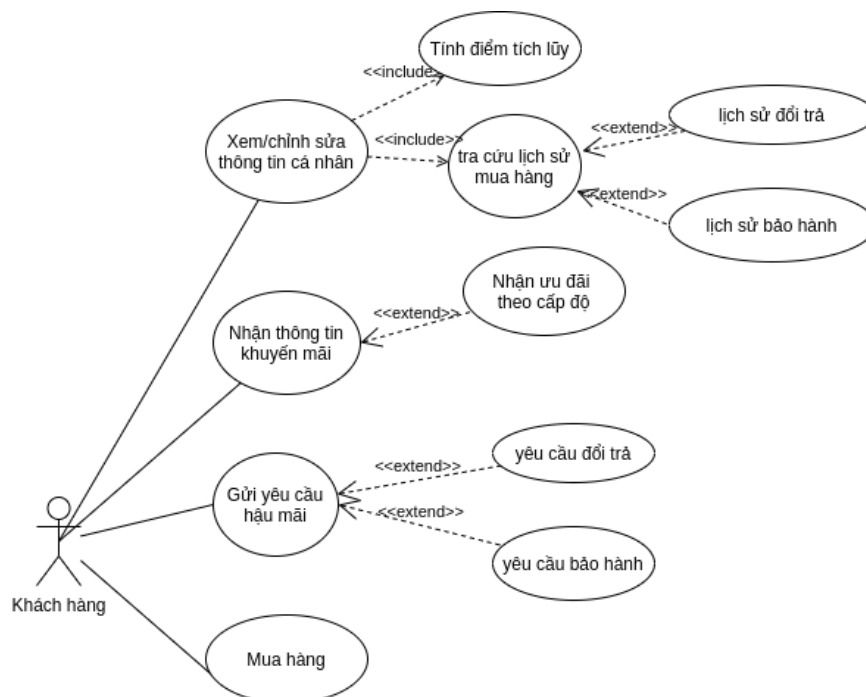 Tính điểm tích lũy
<<include>>
Xem/chỉnh sửa
thông tin cá nhân
<<include>>
tra cứu lịch sử
mua hàng
<<extend>>
lịch sử đổi trả
<<extend>>
lịch sử bảo hành
Nhận thông tin
khuyến mãi
<<extend>>
Nhận ưu đãi
theo cấp độ
Gửi yêu cầu
hậu mãi
<<extend>>
yêu cầu đổi trả
<<extend>>
yêu cầu bảo hành
Khách hàng
Mua hàng